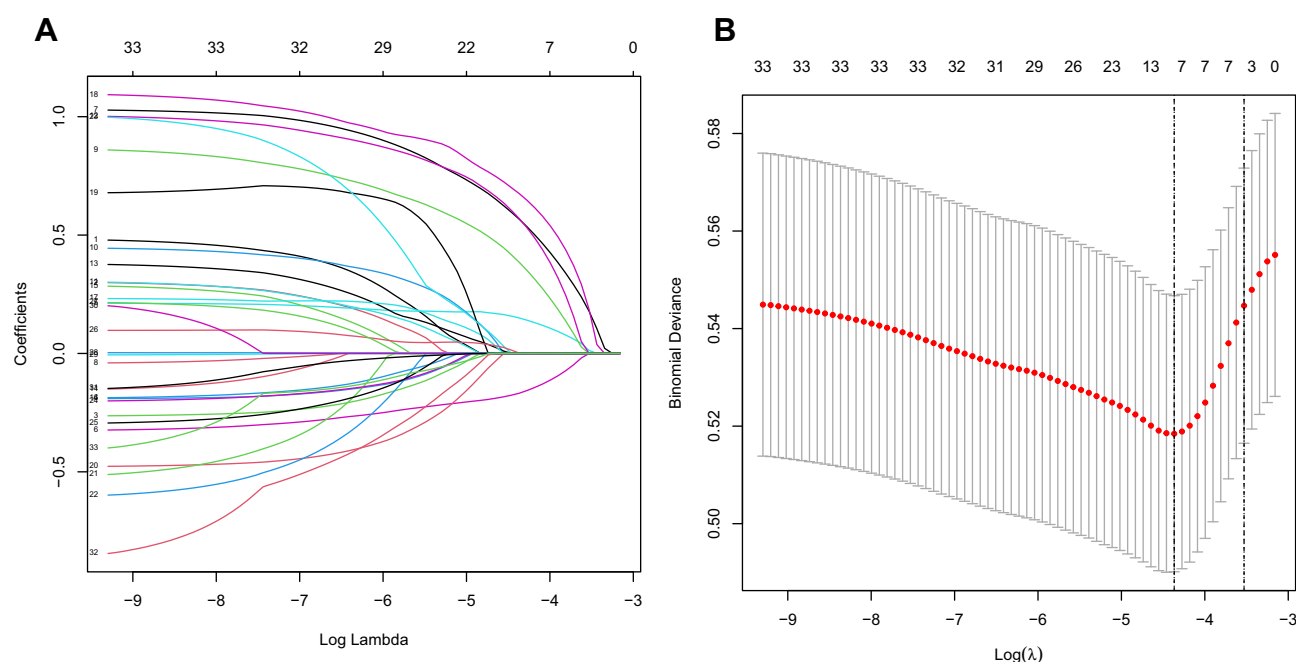 A
33 33 32 29 22 7 0
Coefficients
1.0
0.5
0.0
−0.5
18
7
9
19
1
10
13
17
26
8
3
25
6
33
20
21
22
32
−9 −8 −7 −6 −5 −4 −3
Log Lambda
B
33 33 33 33 33 32 31 29 26 23 13 7 7 7 3 0
Binomial Deviance
0.58
0.56
0.54
0.52
0.50
−9 −8 −7 −6 −5 −4 −3
Log(λ)